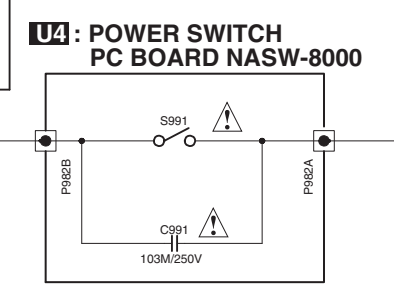 U4 : POWER SWITCH
PC BOARD NASW-8000
S991
P982B
P982A
C991
103M/250V